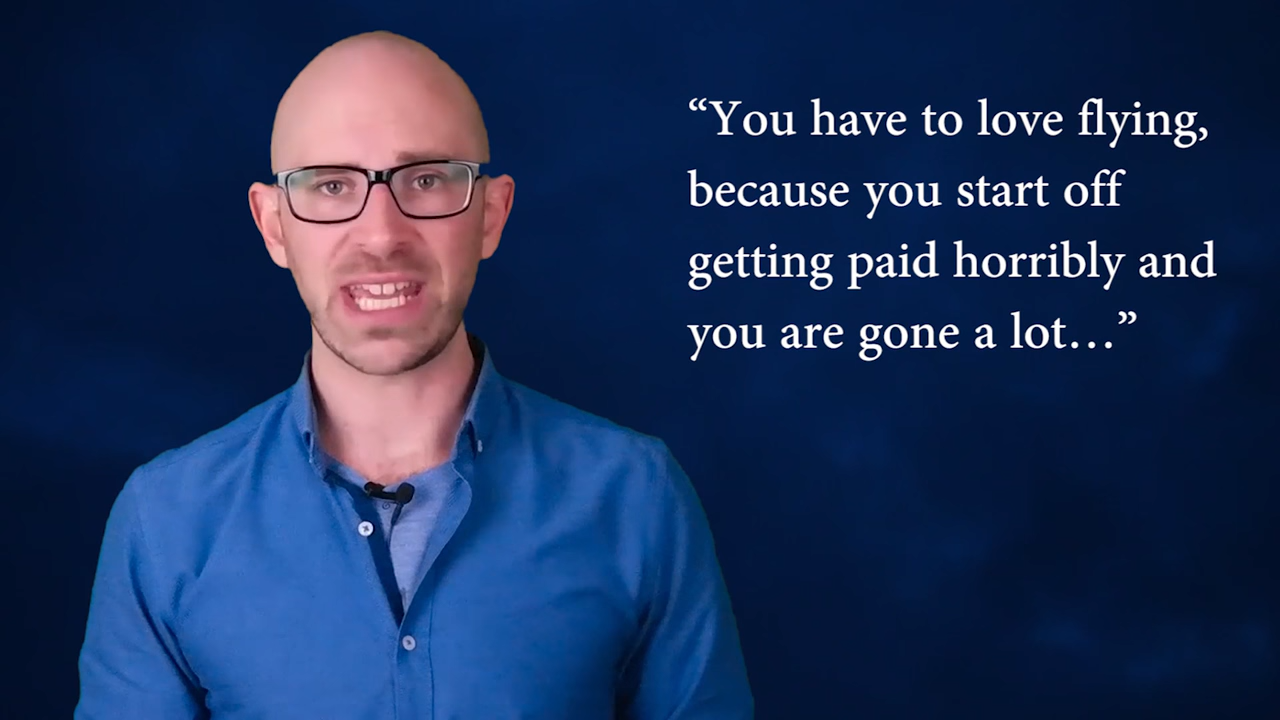 “You have to love flying,
because you start off
getting paid horribly and
you are gone a lot…”